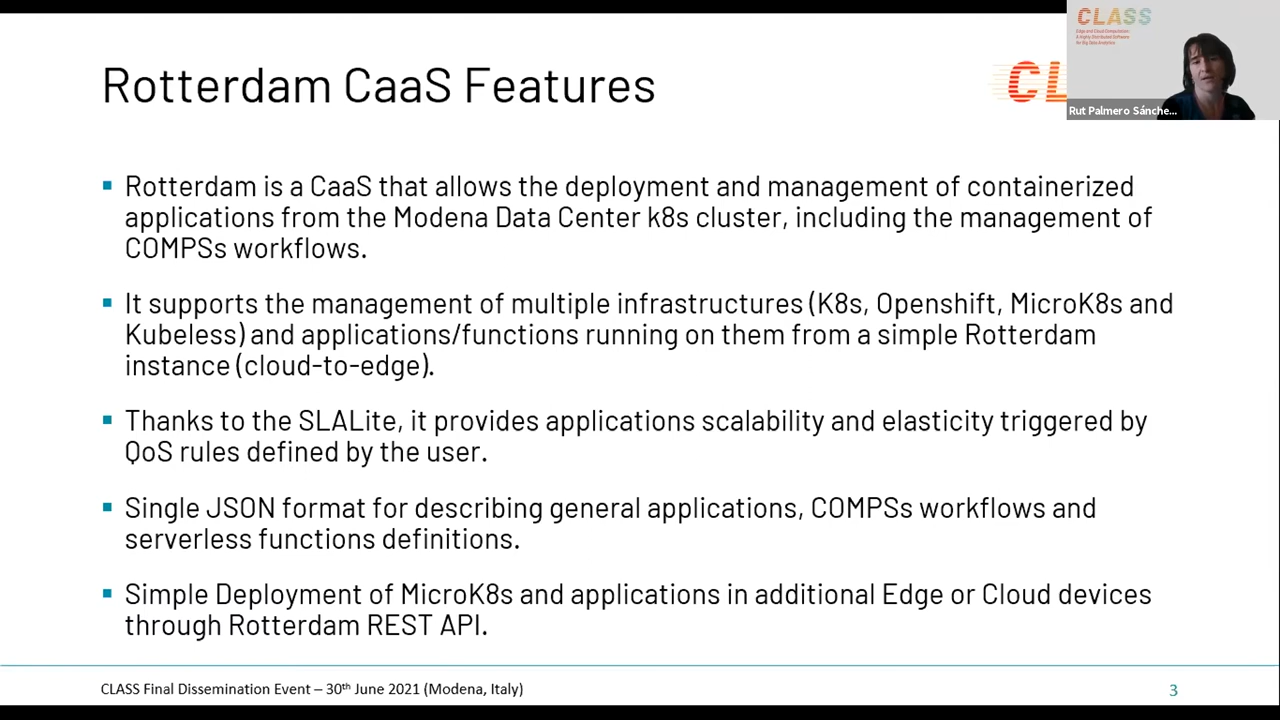 Rotterdam CaaS Features
CL
CLASS
Edge and Cloud Computation:
A Highly Distributed Software
for Big Data Analytics
Rut Palmero Sánche...
Rotterdam is a CaaS that allows the deployment and management of containerized
applications from the Modena Data Center k8s cluster, including the management of
COMPSs workflows.
It supports the management of multiple infrastructures (K8s, Openshift, MicroK8s and
Kubeless) and applications/functions running on them from a simple Rotterdam
instance (cloud-to-edge).
Thanks to the SLALite, it provides applications scalability and elasticity triggered by
QoS rules defined by the user.
Single JSON format for describing general applications, COMPSs workflows and
serverless functions definitions.
Simple Deployment of MicroK8s and applications in additional Edge or Cloud devices
through Rotterdam REST API.
CLASS Final Dissemination Event – 30th June 2021 (Modena, Italy)
3